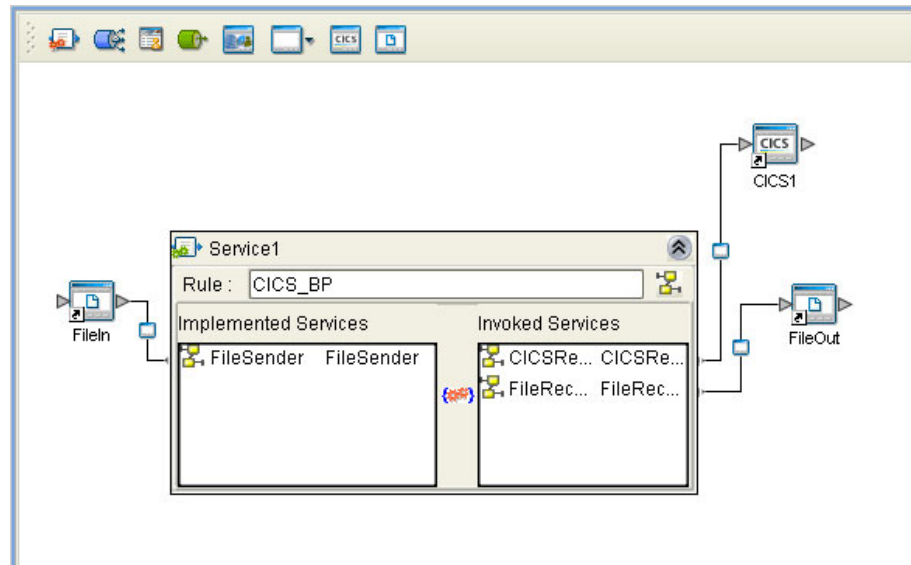 CICS
CICS
CICS1
Service1
Rule : CICS_BP
Implemented Services Invoked Services
FileSender FileSender CICSRe... CICSRe...
FileRec... FileRec...
FileIn
FileOut